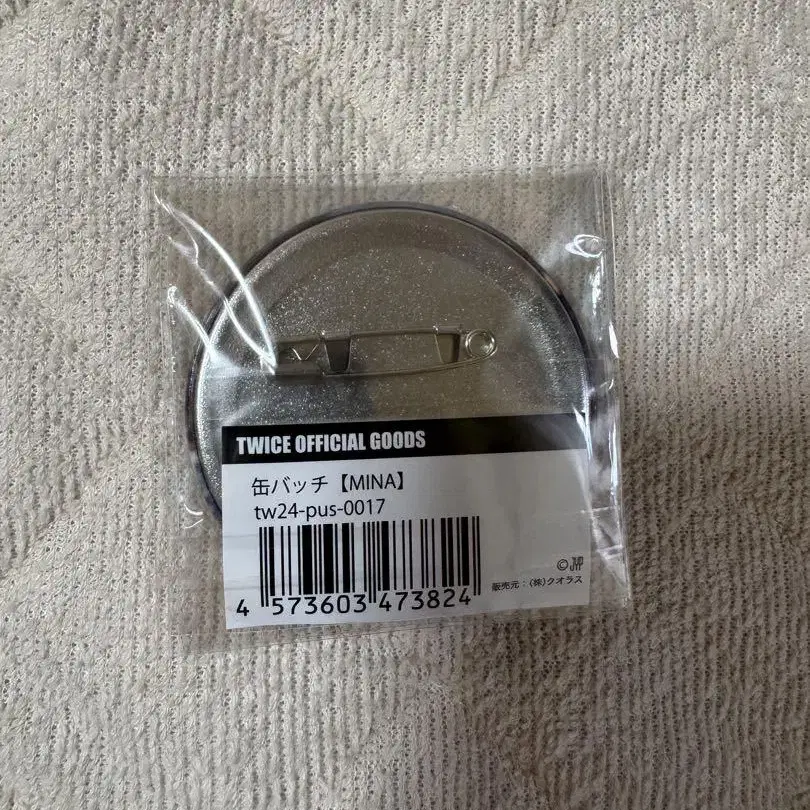 TWICE OFFICIAL GOODS
缶バッチ【MINA】
tw24-pus-0017
4 573603 473824
©JYP
販売元:(株)クオラス